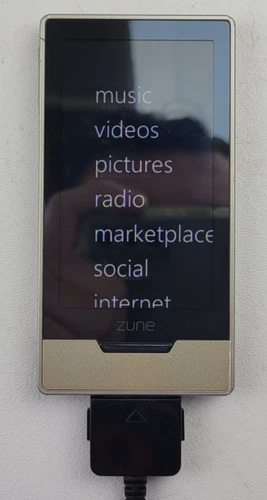 music
videos
pictures
radio
marketplace
social
internet
zune